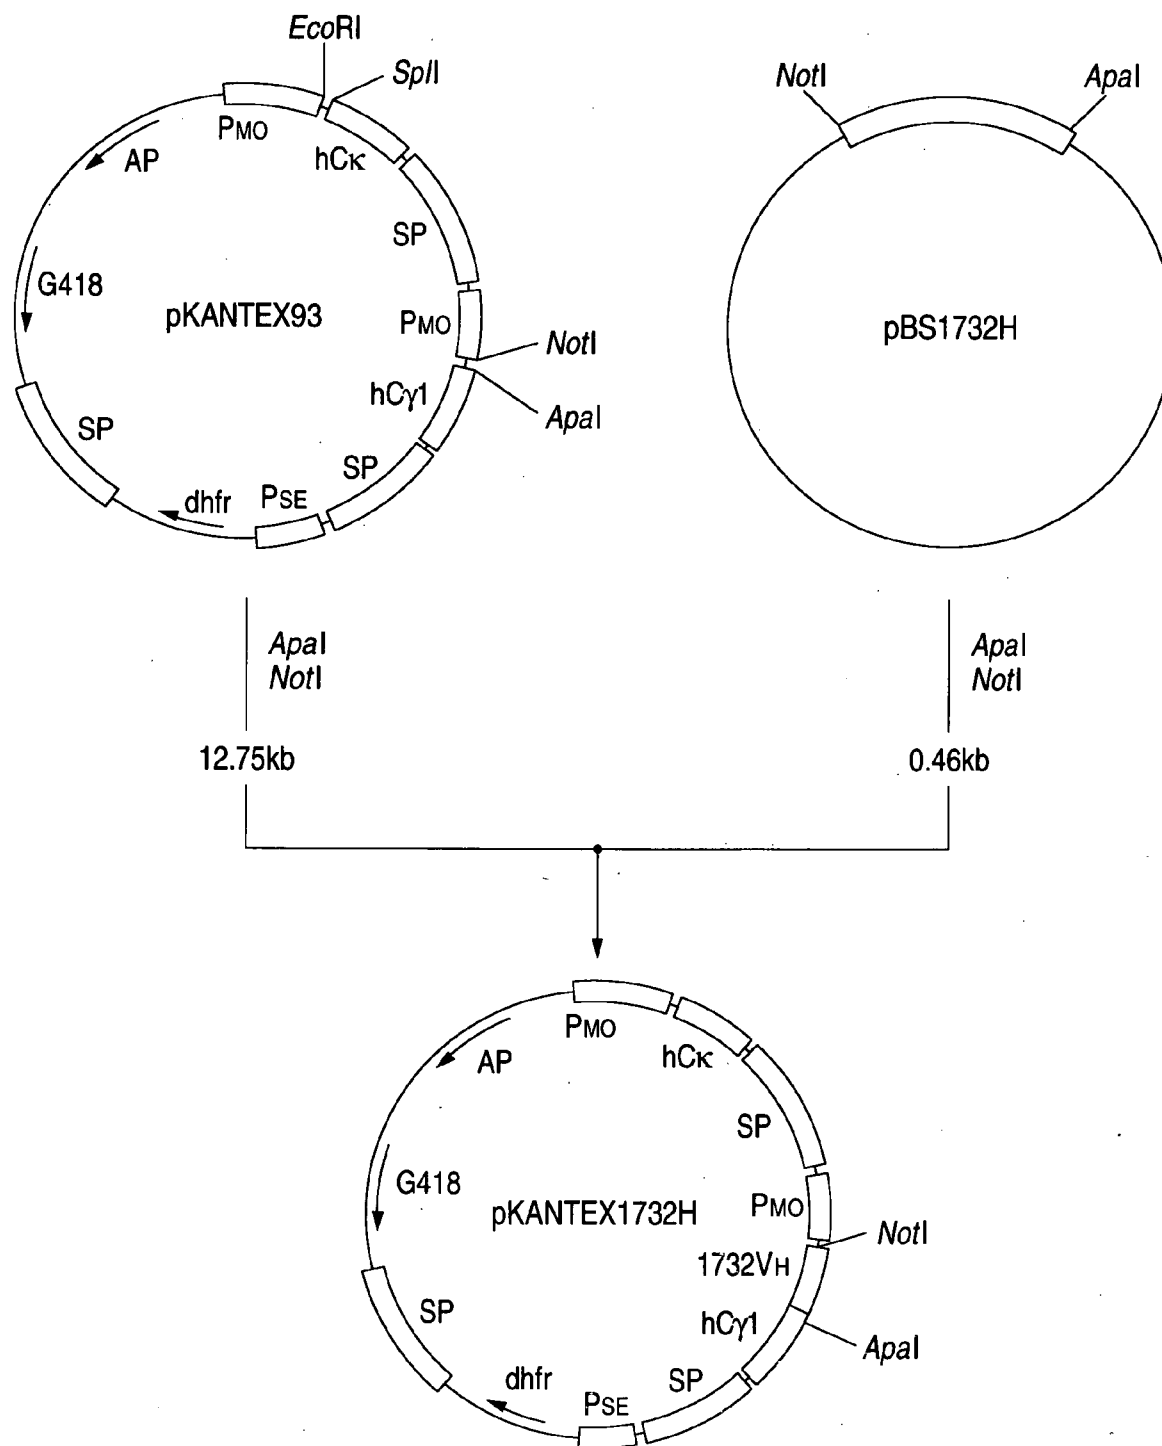 EcoRI
SplI
PMO
hCκ
AP
SP
G418
pKANTEX93
PMO
NotI
hCγ1
ApaI
SP
SP
dhfr
PSE
NotI
ApaI
pBS1732H
ApaI
NotI
12.75kb
ApaI
NotI
0.46kb
PMO
hCκ
AP
SP
G418
pKANTEX1732H
PMO
NotI
1732VH
hCγ1
ApaI
SP
SP
dhfr
PSE